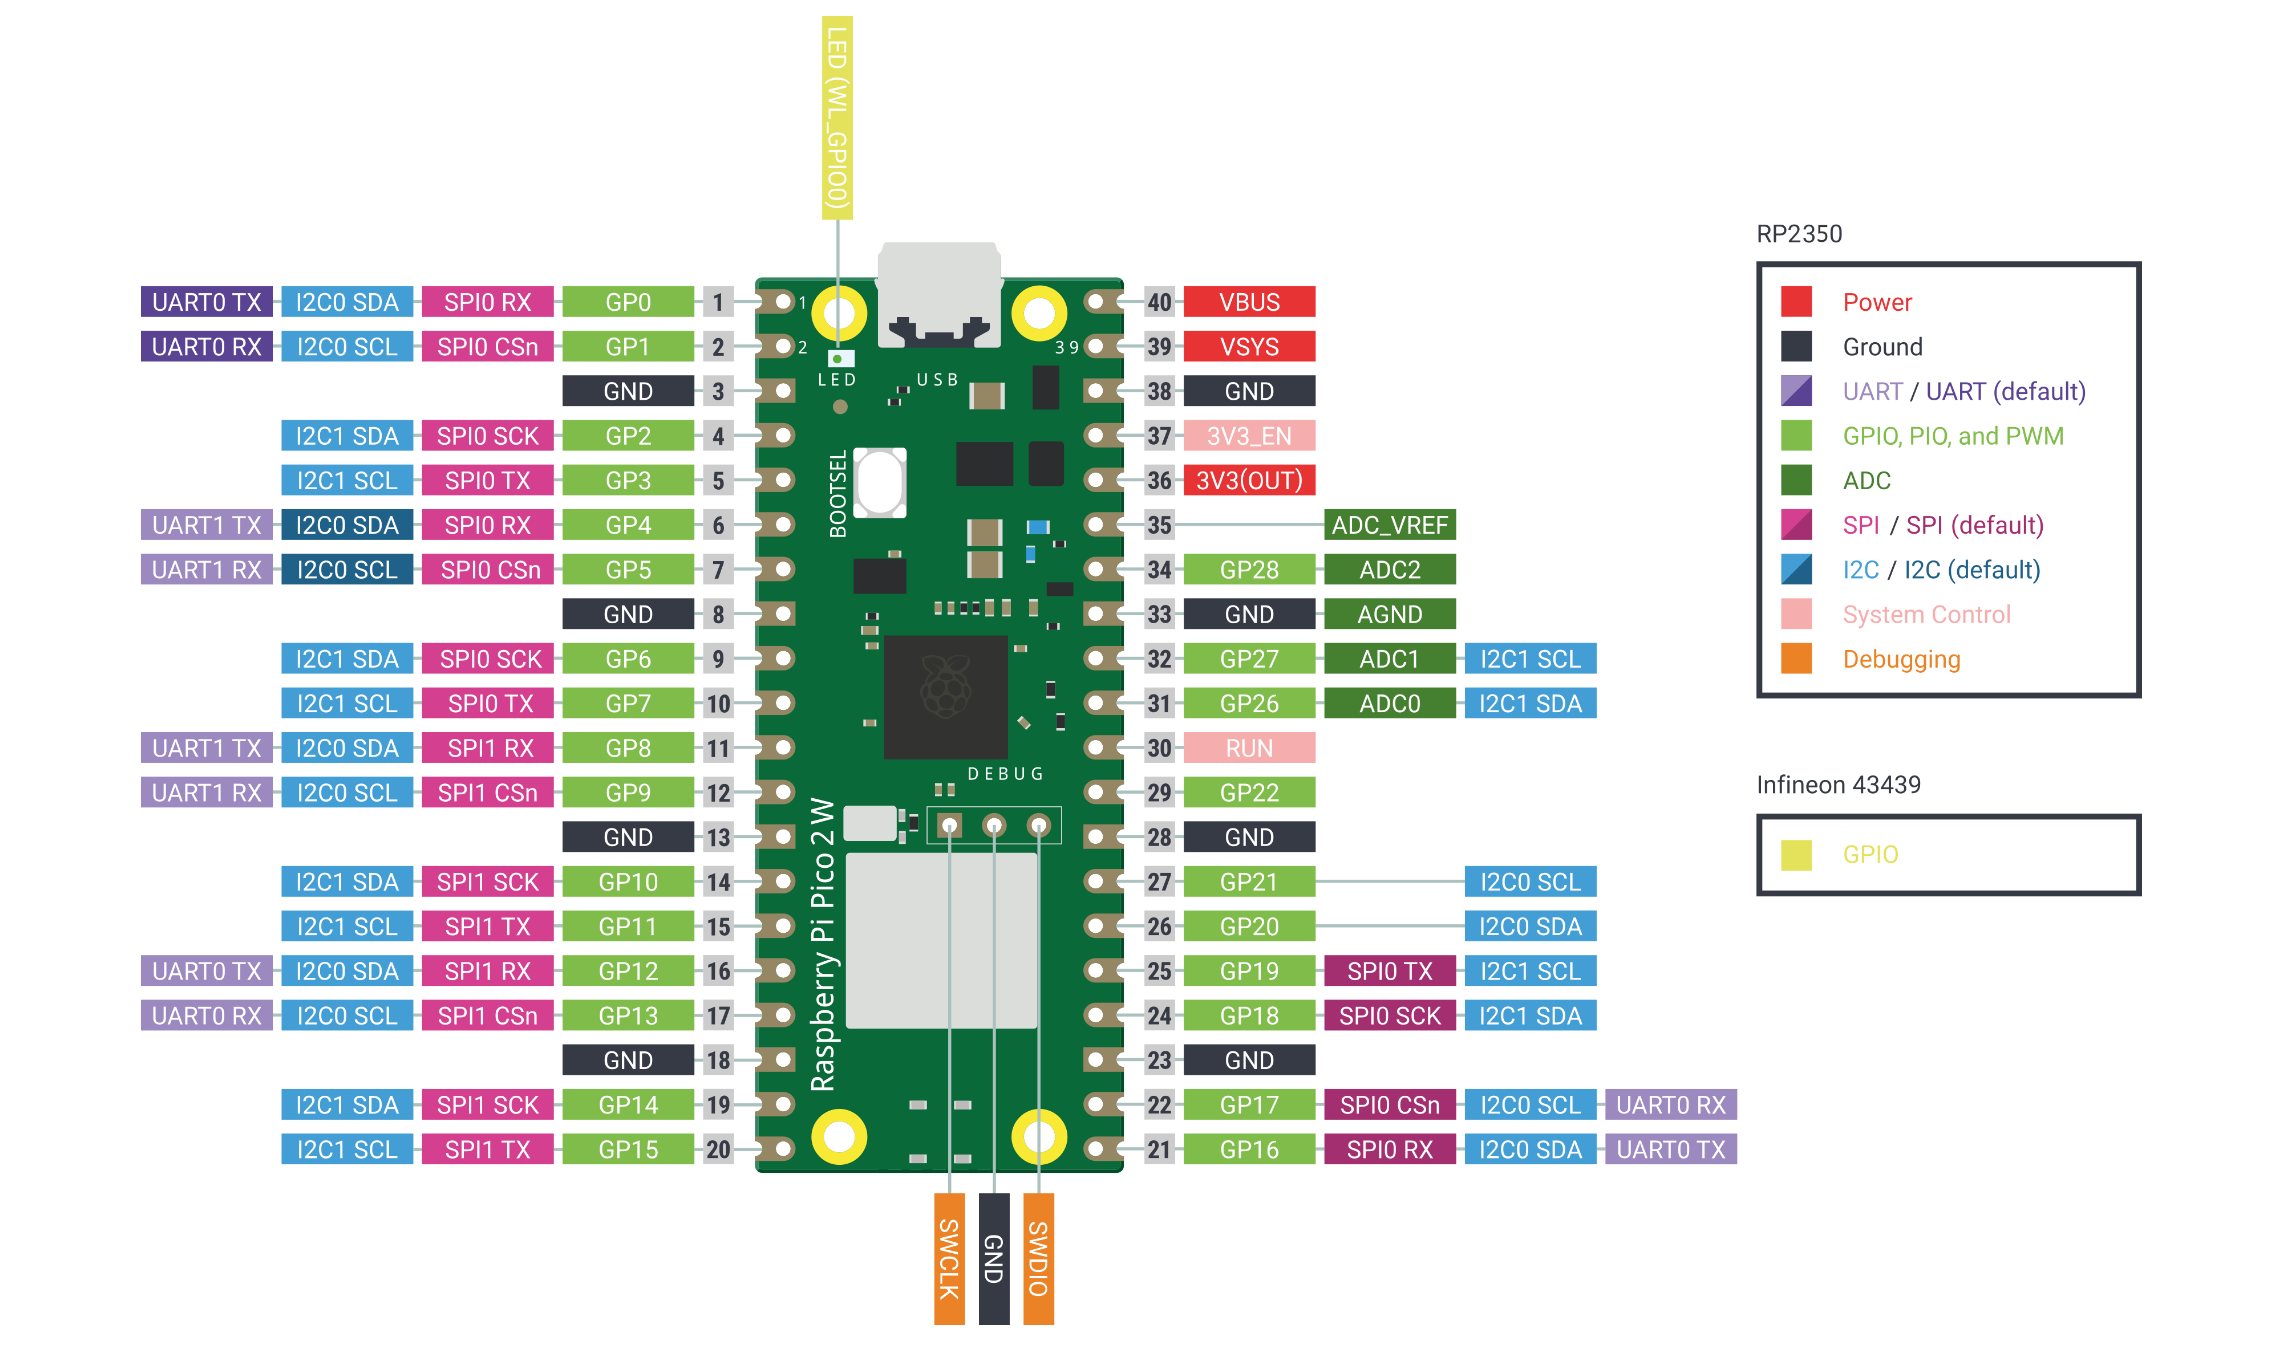 LED (WL_GPIO0)
UART0 TX I2C0 SDA SPI0 RX GP0 1 1 40 VBUS
UART0 RX I2C0 SCL SPI0 CSn GP1 2 2 39 39 VSYS
LED USB
GND 3 38 GND
I2C1 SDA SPI0 SCK GP2 4 37 3V3_EN
I2C1 SCL SPI0 TX GP3 5 36 3V3(OUT)
BOOTSEL
UART1 TX I2C0 SDA SPI0 RX GP4 6 35 ADC_VREF
UART1 RX I2C0 SCL SPI0 CSn GP5 7 34 GP28 ADC2
GND 8 33 GND AGND
I2C1 SDA SPI0 SCK GP6 9 32 GP27 ADC1 I2C1 SCL
I2C1 SCL SPI0 TX GP7 10 31 GP26 ADC0 I2C1 SDA
UART1 TX I2C0 SDA SPI1 RX GP8 11 30 RUN
DEBUG
UART1 RX I2C0 SCL SPI1 CSn GP9 12 29 GP22
GND 13 28 GND
I2C1 SDA SPI1 SCK GP10 14 27 GP21 I2C0 SCL
I2C1 SCL SPI1 TX GP11 15 26 GP20 I2C0 SDA
Raspberry Pi Pico 2 W
UART0 TX I2C0 SDA SPI1 RX GP12 16 25 GP19 SPI0 TX I2C1 SCL
UART0 RX I2C0 SCL SPI1 CSn GP13 17 24 GP18 SPI0 SCK I2C1 SDA
GND 18 23 GND
I2C1 SDA SPI1 SCK GP14 19 22 GP17 SPI0 CSn I2C0 SCL UART0 RX
I2C1 SCL SPI1 TX GP15 20 21 GP16 SPI0 RX I2C0 SDA UART0 TX
SWCLK
GND
SWDIO
RP2350
Power
Ground
UART / UART (default)
GPIO, PIO, and PWM
ADC
SPI / SPI (default)
I2C / I2C (default)
System Control
Debugging
Infineon 43439
GPIO